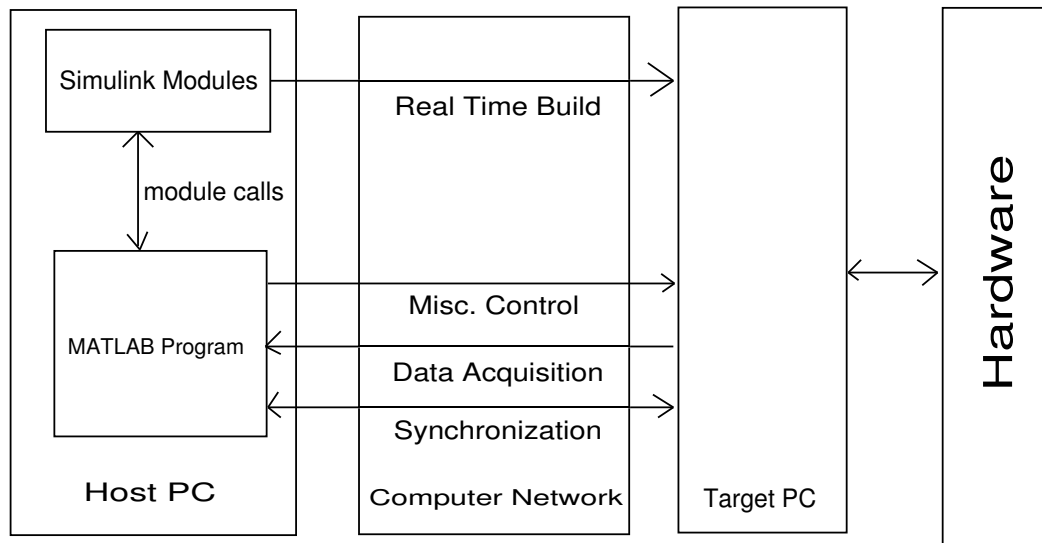 Simulink Modules
Real Time Build
module calls
MATLAB Program
Misc. Control
Data Acquisition
Synchronization
Host PC
Computer Network
Target PC
Hardware